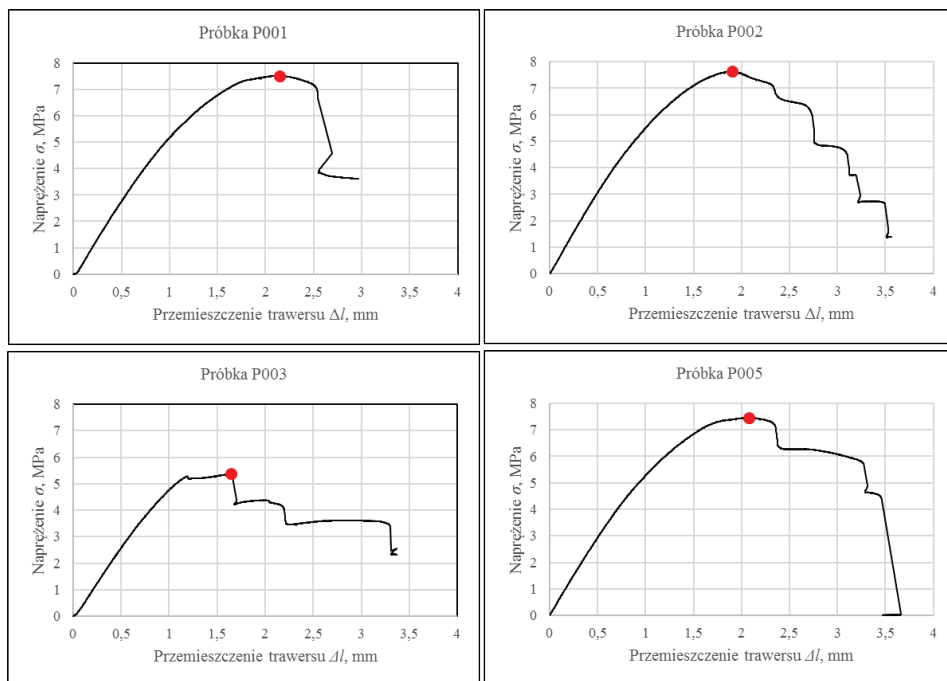 Próbka P001
8
7
6
5
4
3
2
1
0
Naprężenie σ, MPa
0 0,5 1 1,5 2 2,5 3 3,5 4
Przemieszczenie trawersu Δl, mm
Próbka P002
8
7
6
5
4
3
2
1
0
Naprężenie σ, MPa
0 0,5 1 1,5 2 2,5 3 3,5 4
Przemieszczenie trawersu Δl, mm
Próbka P003
8
7
6
5
4
3
2
1
0
Naprężenie σ, MPa
0 0,5 1 1,5 2 2,5 3 3,5 4
Przemieszczenie trawersu Δl, mm
Próbka P005
8
7
6
5
4
3
2
1
0
Naprężenie σ, MPa
0 0,5 1 1,5 2 2,5 3 3,5 4
Przemieszczenie trawersu Δl, mm